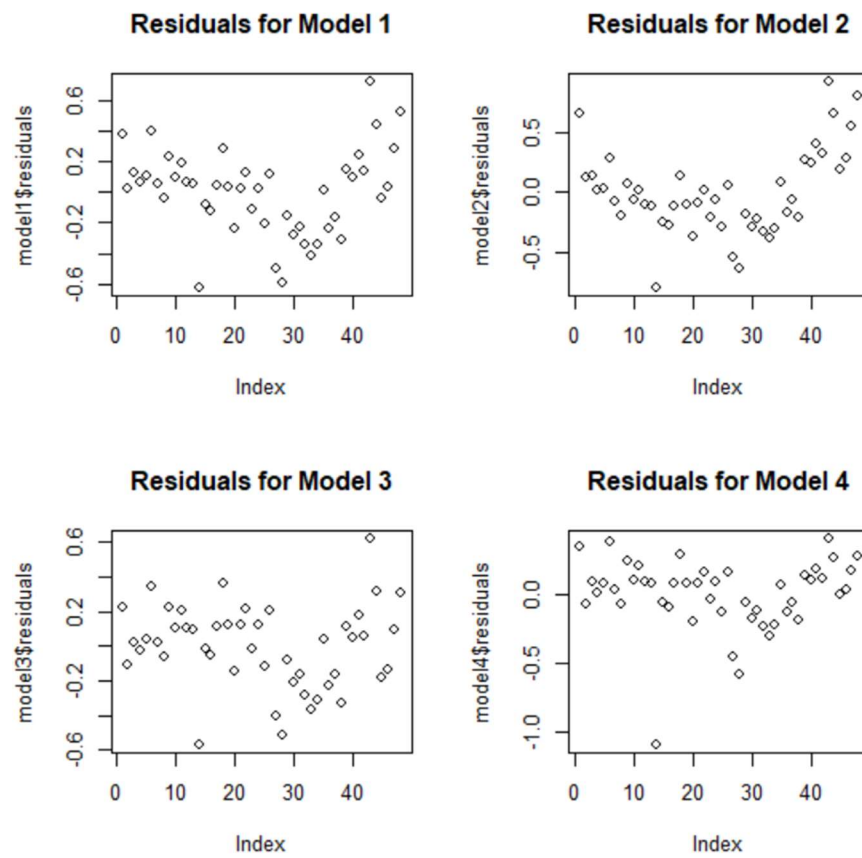 Residuals for Model 1
model1$residuals
0.6
0.2
-0.2
-0.6
0 10 20 30 40
Index
Residuals for Model 2
model2$residuals
0.5
0.0
-0.5
0 10 20 30 40
Index
Residuals for Model 3
model3$residuals
0.6
0.2
-0.2
-0.6
0 10 20 30 40
Index
Residuals for Model 4
model4$residuals
0.0
-0.5
-1.0
0 10 20 30 40
Index